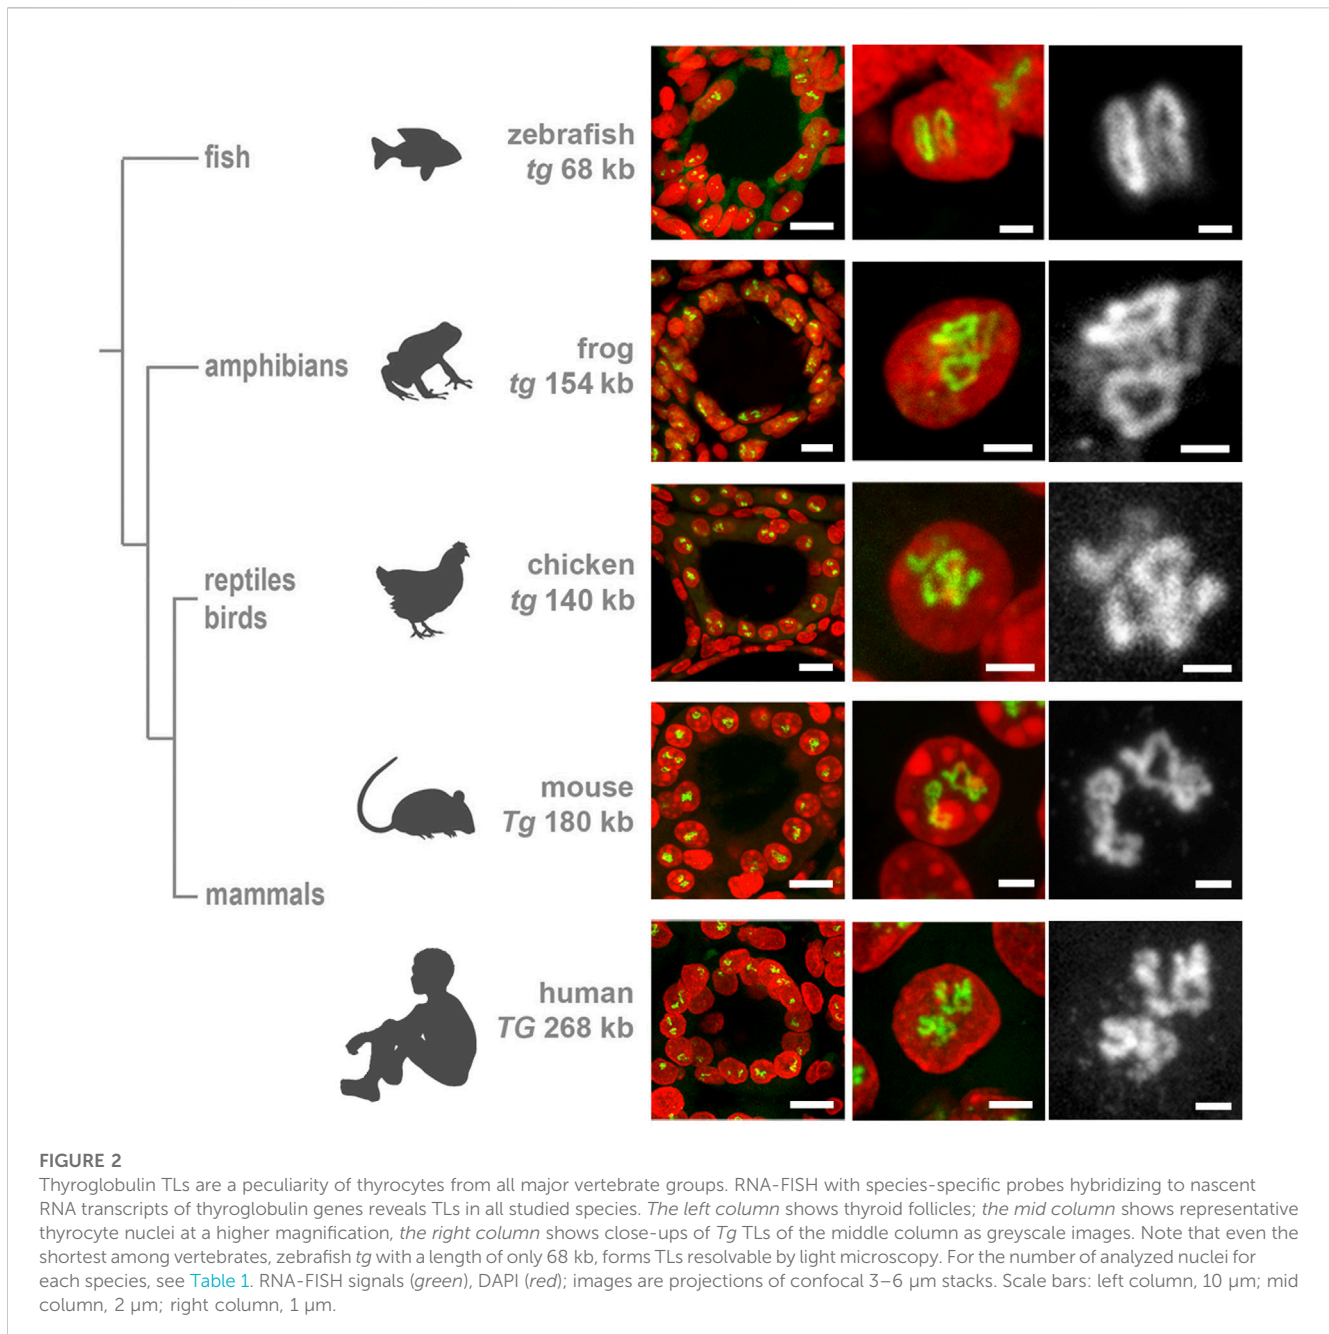 fish
zebrafish
tg 68 kb
amphibians
frog
tg 154 kb
reptiles
birds
chicken
tg 140 kb
mouse
Tg 180 kb
mammals
human
TG 268 kb
FIGURE 2
Thyroglobulin TLs are a peculiarity of thyrocytes from all major vertebrate groups. RNA-FISH with species-specific probes hybridizing to nascent
RNA transcripts of thyroglobulin genes reveals TLs in all studied species. The left column shows thyroid follicles; the mid column shows representative
thyrocyte nuclei at a higher magnification, the right column shows close-ups of Tg TLs of the middle column as greyscale images. Note that even the
shortest among vertebrates, zebrafish tg with a length of only 68 kb, forms TLs resolvable by light microscopy. For the number of analyzed nuclei for
each species, see Table 1. RNA-FISH signals (green), DAPI (red); images are projections of confocal 3–6 μm stacks. Scale bars: left column, 10 μm; mid
column, 2 μm; right column, 1 μm.